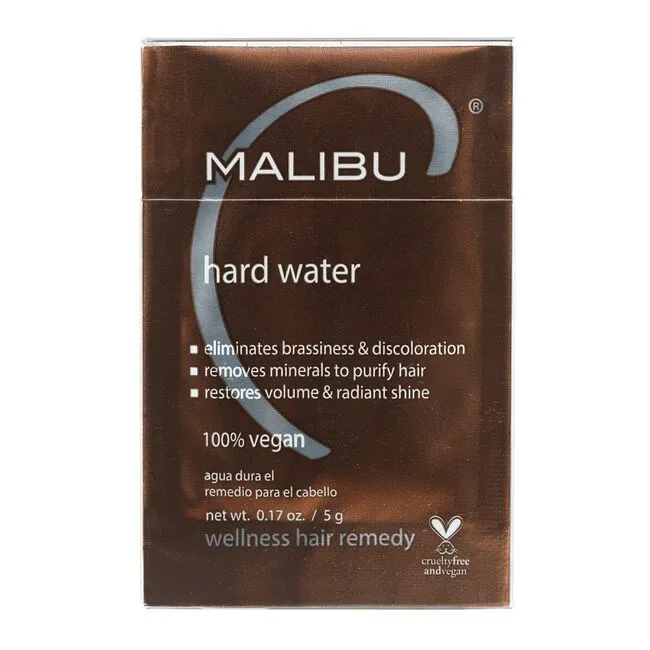 MALIBU C ®
hard water
▪ eliminates brassiness & discoloration
▪ removes minerals to purify hair
▪ restores volume & radiant shine
100% vegan
agua dura el
remedio para el cabello
net wt. 0.17 oz. / 5 g
wellness hair remedy
crueltyfree
andvegan